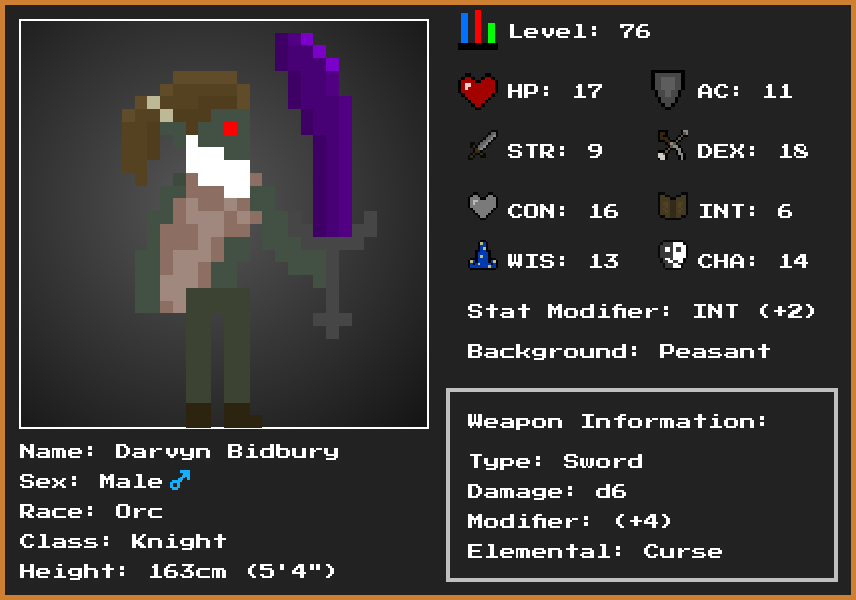 Level: 76
HP: 17 AC: 11
STR: 9 DEX: 18
CON: 16 INT: 6
WIS: 13 CHA: 14
Stat Modifier: INT (+2)
Background: Peasant
Weapon Information:
Type: Sword
Damage: d6
Modifier: (+4)
Elemental: Curse
Name: Darvyn Bidbury
Sex: Male ♂
Race: Orc
Class: Knight
Height: 163cm (5'4")